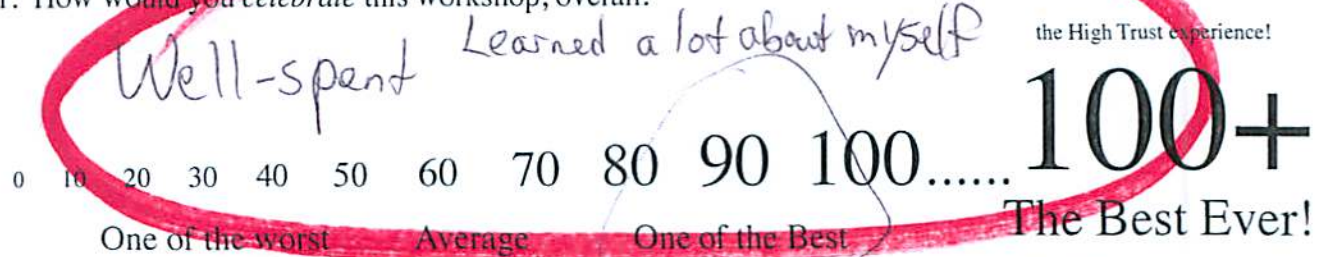 How would you celebrate this workshop, overall?
Learned a lot about myself
Well-spent
the High Trust experience!
0 10 20 30 40 50 60 70 80 90 100...... 100+
One of the worst Average One of the Best The Best Ever!